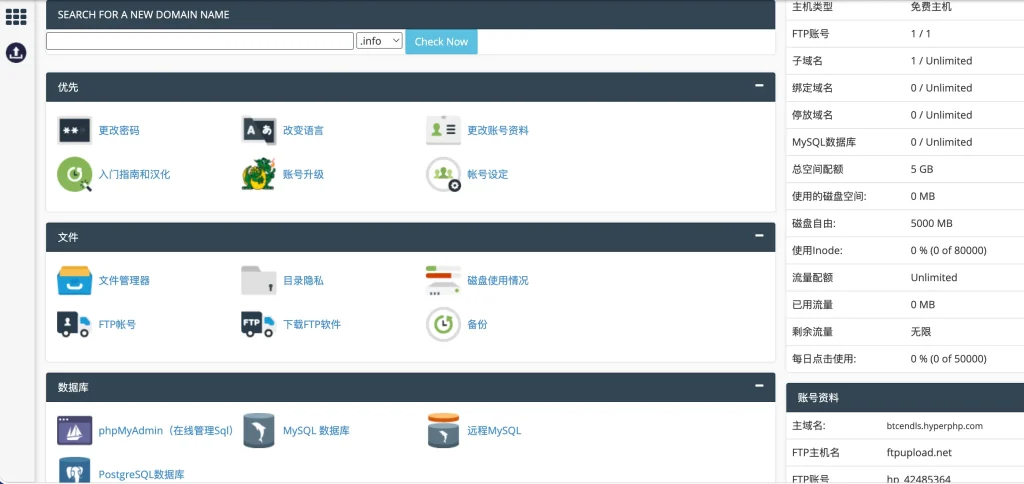 SEARCH FOR A NEW DOMAIN NAME
.info
Check Now
优先
更改密码
改变语言
更改账号资料
入门指南和汉化
账号升级
帐号设定
文件
文件管理器
目录隐私
磁盘使用情况
FTP
FTP帐号
下载FTP软件
备份
数据库
phpMyAdmin（在线管理Sql）
MySQL 数据库
远程MySQL
PostgreSQL数据库
主机类型 免费主机
FTP账号 1 / 1
子域名 1 / Unlimited
绑定域名 0 / Unlimited
停放域名 0 / Unlimited
MySQL数据库 0 / Unlimited
总空间配额 5 GB
使用的磁盘空间: 0 MB
磁盘自由: 5000 MB
使用Inode: 0 % (0 of 80000)
流量配额 Unlimited
已用流量 0 MB
剩余流量 无限
每日点击使用: 0 % (0 of 50000)
账号资料
主域名: btcendls.hyperphp.com
FTP主机名 ftpupload.net
FTP账号 hp_42485364